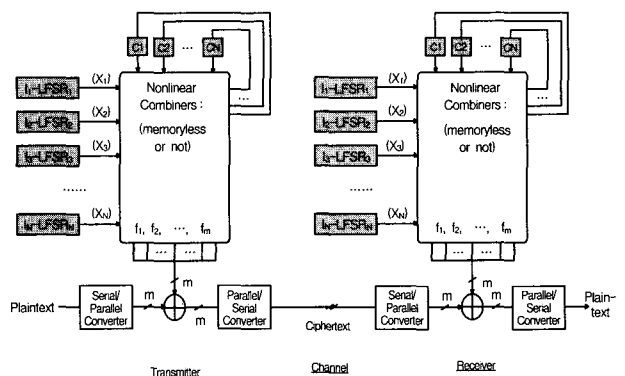 C1 C2 ... CN
C1 C2 ... CN
l₁-LFSR₁ (X₁)
l₂-LFSR₂ (X₂)
l₃-LFSR₃ (X₃)
......
lN-LFSRN (XN)
Nonlinear
Combiners :
(memoryless
or not)
...
f₁, f₂, ..., fm
... ...
m
l₁-LFSR₁ (X₁)
l₂-LFSR₂ (X₂)
l₃-LFSR₃ (X₃)
......
lN-LFSRN (XN)
Nonlinear
Combiners :
(memoryless
or not)
...
f₁, f₂, ..., fm
... ...
m
Plaintext
Serial/
Parallel
Converter
m
m
Parallel/
Serial
Converter
Ciphertext
Serial/
Parallel
Converter
m
m
Parallel/
Serial
Converter
Plain-
text
Transmitter
Channel
Receiver